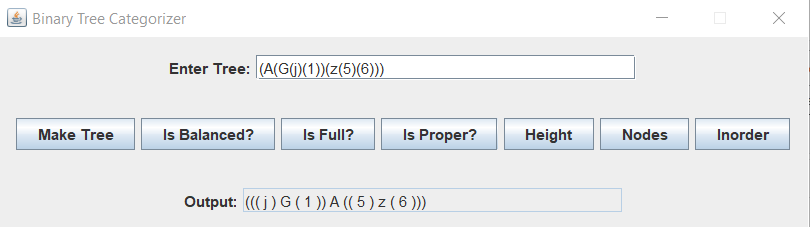 Binary Tree Categorizer
Enter Tree: (A(G(j)(1))(z(5)(6)))
Make Tree Is Balanced? Is Full? Is Proper? Height Nodes Inorder
Output: ((( j ) G ( 1 )) A (( 5 ) z ( 6 )))